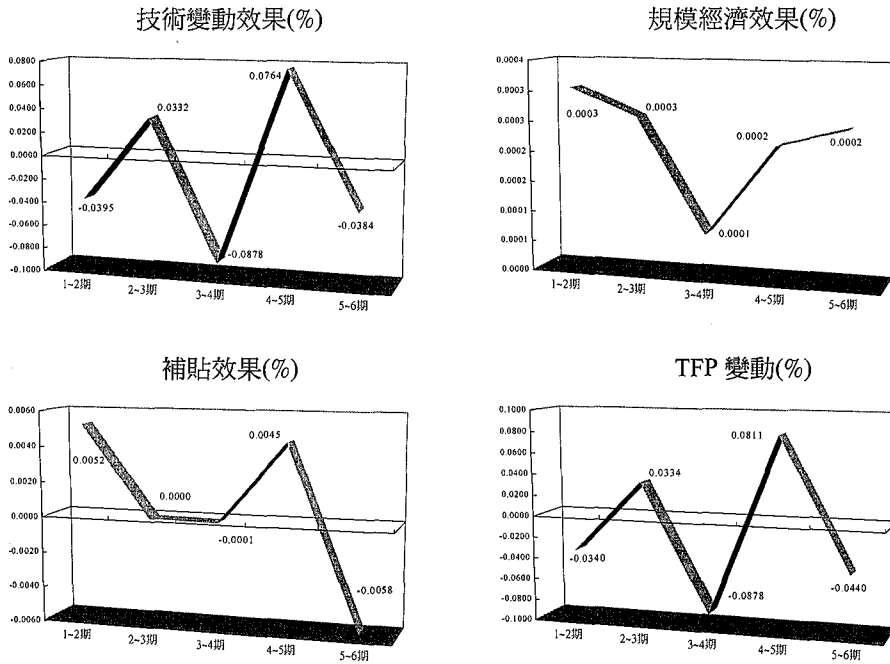 技術變動效果(%)
0.0800
0.0600
0.0400
0.0200
0.0000
-0.0200
-0.0400
-0.0600
-0.0800
-0.1000
-0.0395
0.0332
-0.0878
0.0764
-0.0384
1~2期
2~3期
3~4期
4~5期
5~6期
規模經濟效果(%)
0.0004
0.0003
0.0003
0.0002
0.0002
0.0001
0.0001
0.0000
0.0003
0.0003
0.0001
0.0002
0.0002
1~2期
2~3期
3~4期
4~5期
5~6期
補貼效果(%)
0.0060
0.0040
0.0020
0.0000
-0.0020
-0.0040
-0.0060
0.0052
0.0000
-0.0001
0.0045
-0.0058
1~2期
2~3期
3~4期
4~5期
5~6期
TFP 變動(%)
0.1000
0.0800
0.0600
0.0400
0.0200
0.0000
-0.0200
-0.0400
-0.0600
-0.0800
-0.1000
-0.0340
0.0334
-0.0878
0.0811
-0.0440
1~2期
2~3期
3~4期
4~5期
5~6期